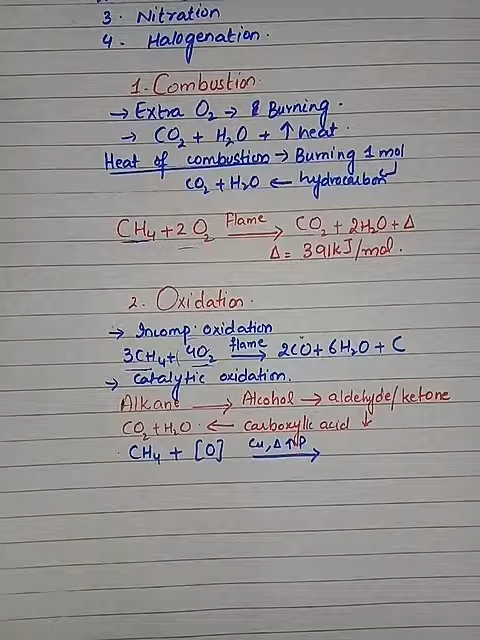 3. Nitration
4. Halogenation.
1. Combustion.
→ Extra O₂ → Burning.
→ CO₂ + H₂O + ↑ heat.
Heat of combustion → Burning 1 mol
CO₂ + H₂O ← hydrocarbon
CH₄ + 2O₂ Flame → CO₂ + 2H₂O + Δ
Δ = 391kJ/mol.
2. Oxidation.
→ Incomp. oxidation
3CH₄ + 4O₂ flame → 2CO + 6H₂O + C
→ Catalytic oxidation.
Alkane → Alcohol → aldehyde/ketone
CO₂ + H₂O ← carboxylic acid ↓
CH₄ + [O] Cu, Δ ↑P →